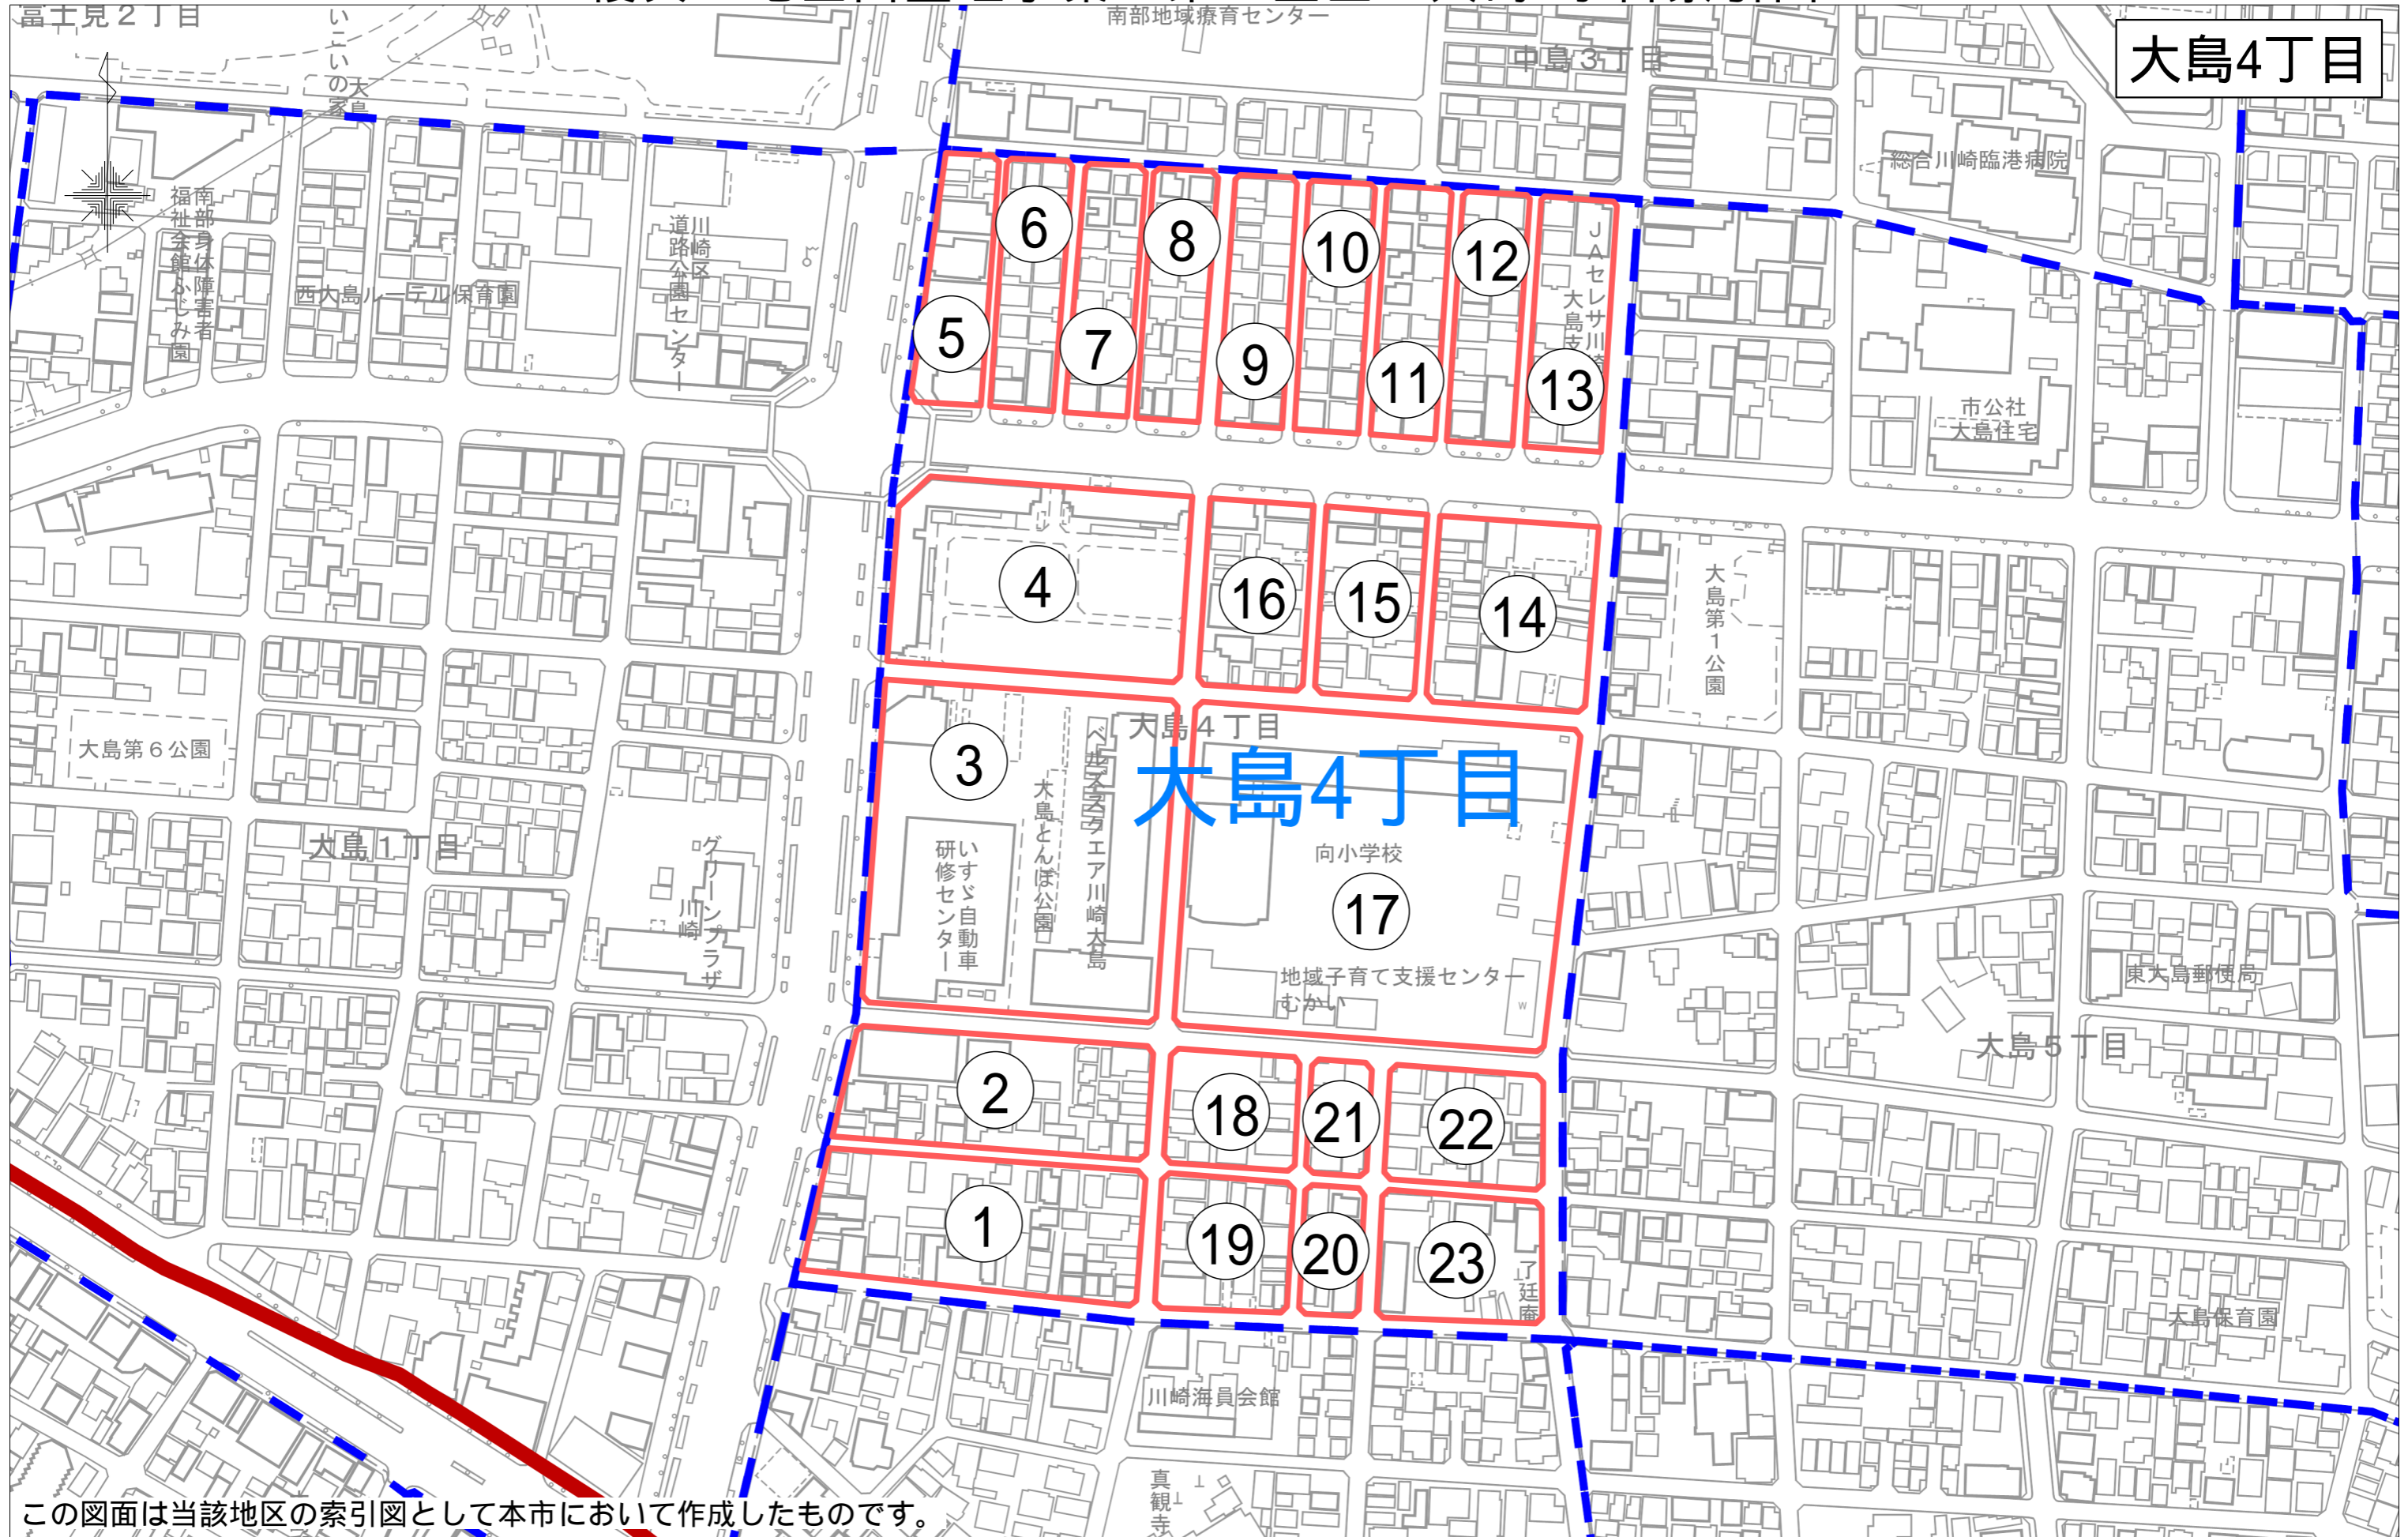 富士見２丁目
いこいの家
大島
南部地域療育センター
中島３丁目
大島4丁目
総合川崎臨港病院
南部身体障害者
福祉会館ふじみ園
西大島ルーテル保育園
川崎区
道路公園センター
5
6
7
8
9
10
11
12
13
JAセレサ川崎
大島支
市公社
大島住宅
4
16
15
14
大島第１公園
大島第６公園
大島１丁目
グリーンプラザ
川崎
3
いすゞ自動車
研修センター
大島とんぼ公園
ベルズスクェア川崎大島
大島４丁目
大島4丁目
向小学校
17
地域子育て支援センター
むかい
W
東大島郵便局
大島５丁目
2
18
21
22
1
19
20
23
了廷庵
大島保育園
川崎海員会館
真観寺
この図面は当該地区の索引図として本市において作成したものです。